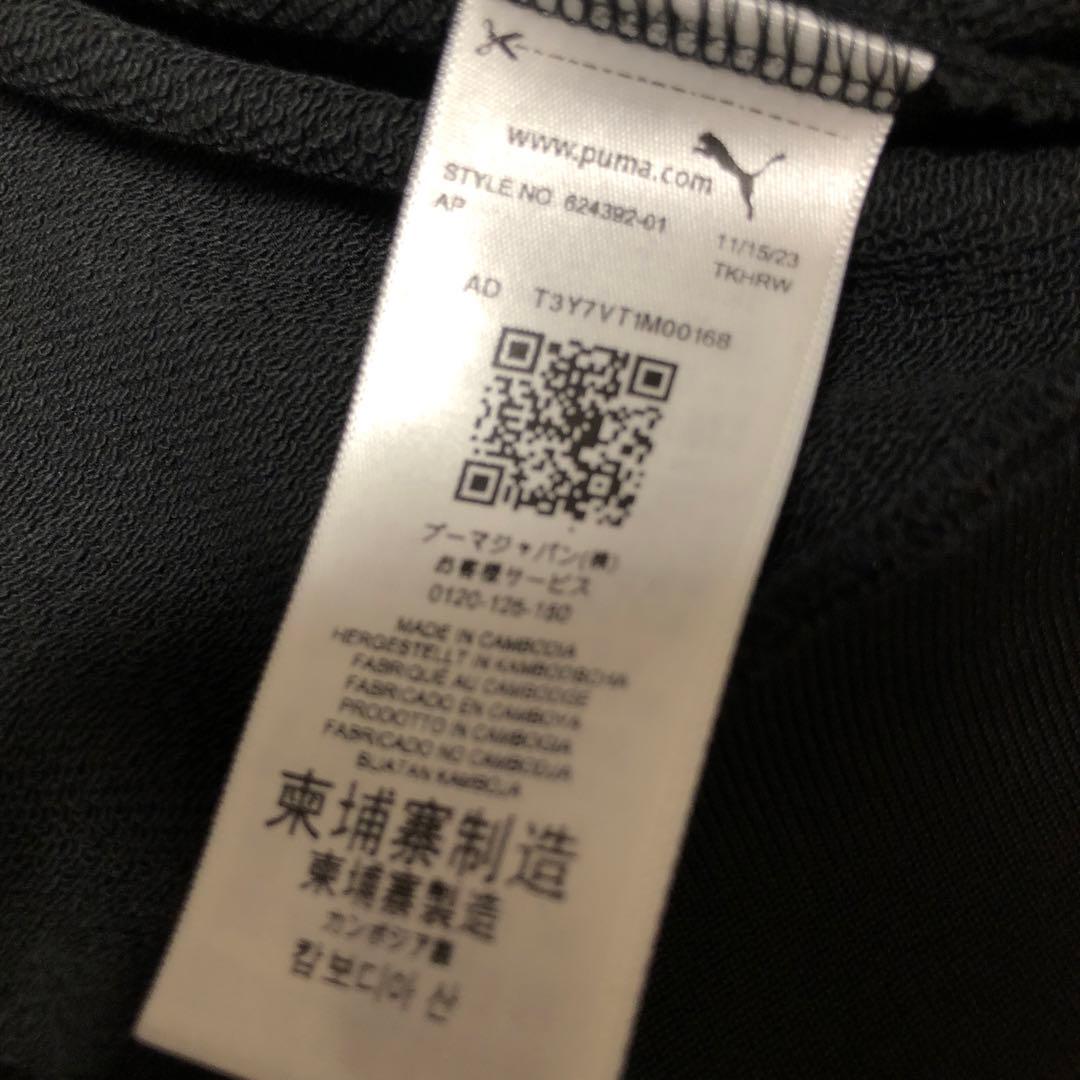 www.puma.com
STYLE NO 624392-01
AP
11/15/23
TKHRW
AD T3Y7VT1M00168
プーマジャパン(株)
お客様サービス
0120-125-150
MADE IN CAMBODIA
HERGESTELLT IN KAMBODSCHA
FABRIQUÉ AU CAMBODGE
FABRICADO EN CAMBOYA
PRODOTTO IN CAMBOGIA
FABRICADO NO CAMBODJA
BUATAN KAMBOJA
柬埔寨制造
柬埔寨製造
カンボジア製
캄보디아 산